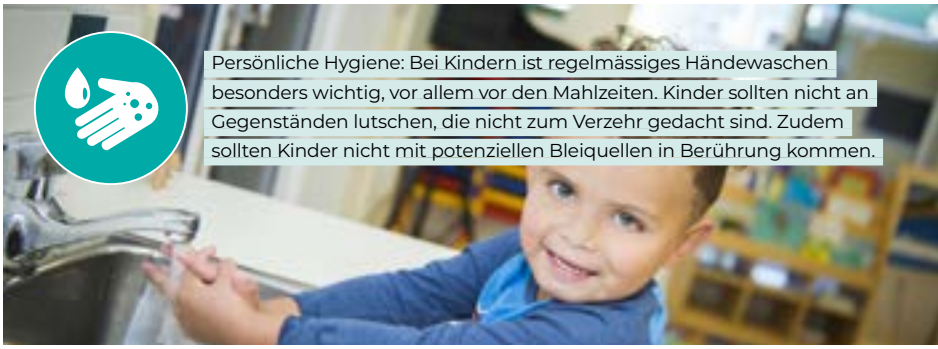 Persönliche Hygiene: Bei Kindern ist regelmässiges Händewaschen
besonders wichtig, vor allem vor den Mahlzeiten. Kinder sollten nicht an
Gegenständen lutschen, die nicht zum Verzehr gedacht sind. Zudem
sollten Kinder nicht mit potenziellen Bleiquellen in Berührung kommen.